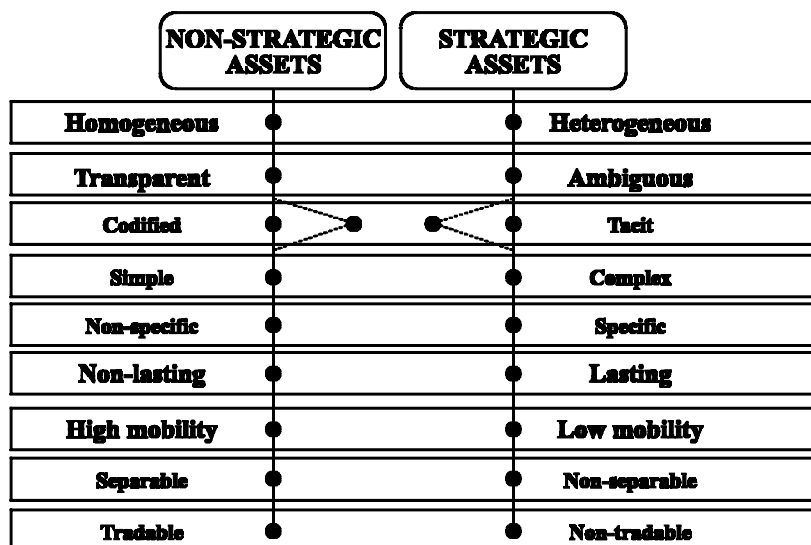 NON-STRATEGIC
ASSETS
STRATEGIC
ASSETS
Homogeneous Heterogeneous
Transparent Ambiguous
Codified Tacit
Simple Complex
Non-specific Specific
Non-lasting Lasting
High mobility Low mobility
Separable Non-separable
Tradable Non-tradable